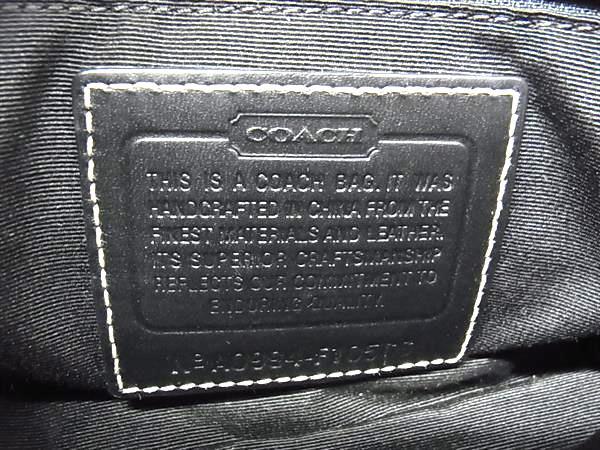 COACH
THIS IS A COACH BAG. IT WAS
HANDCRAFTED IN CHINA FROM THE
FINEST MATERIALS AND LEATHER.
ITS SUPERIOR CRAFTSMANSHIP
REFLECTS OUR COMMITMENT TO
ENDURING QUALITY.